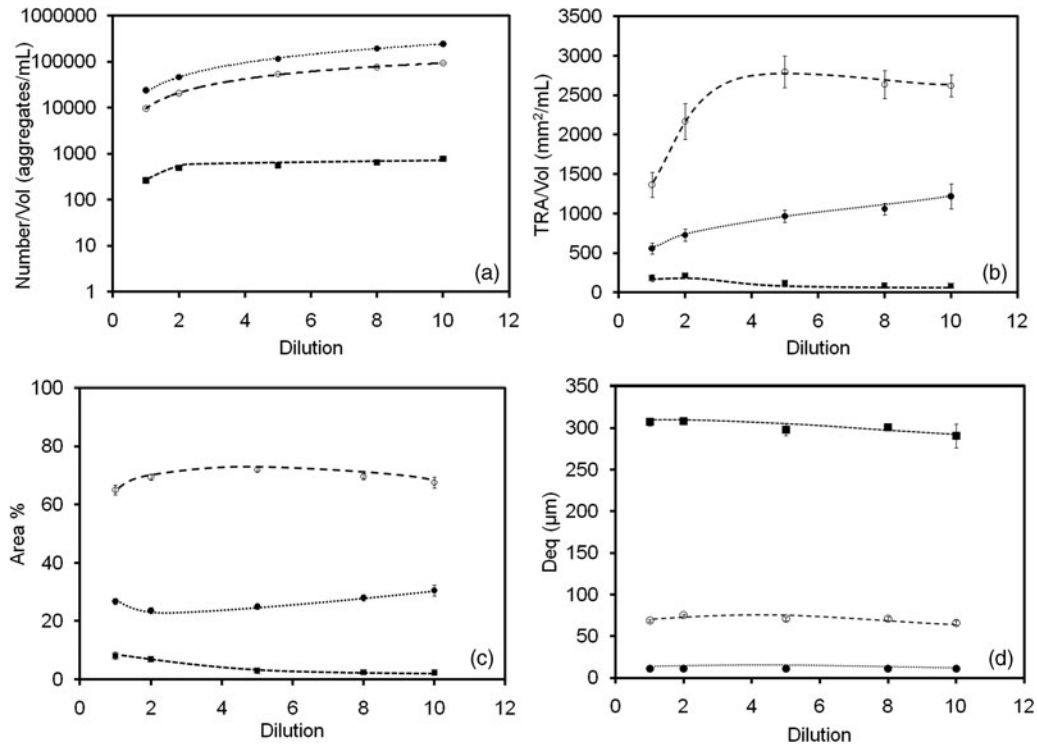 Number/Vol (aggregates/mL)
1000000
100000
10000
1000
100
10
1
0 2 4 6 8 10 12
Dilution
(a)
TRA/Vol (mm²/mL)
3500
3000
2500
2000
1500
1000
500
0
0 2 4 6 8 10 12
Dilution
(b)
Area %
100
80
60
40
20
0
0 2 4 6 8 10 12
Dilution
(c)
Deq (µm)
350
300
250
200
150
100
50
0
0 2 4 6 8 10 12
Dilution
(d)